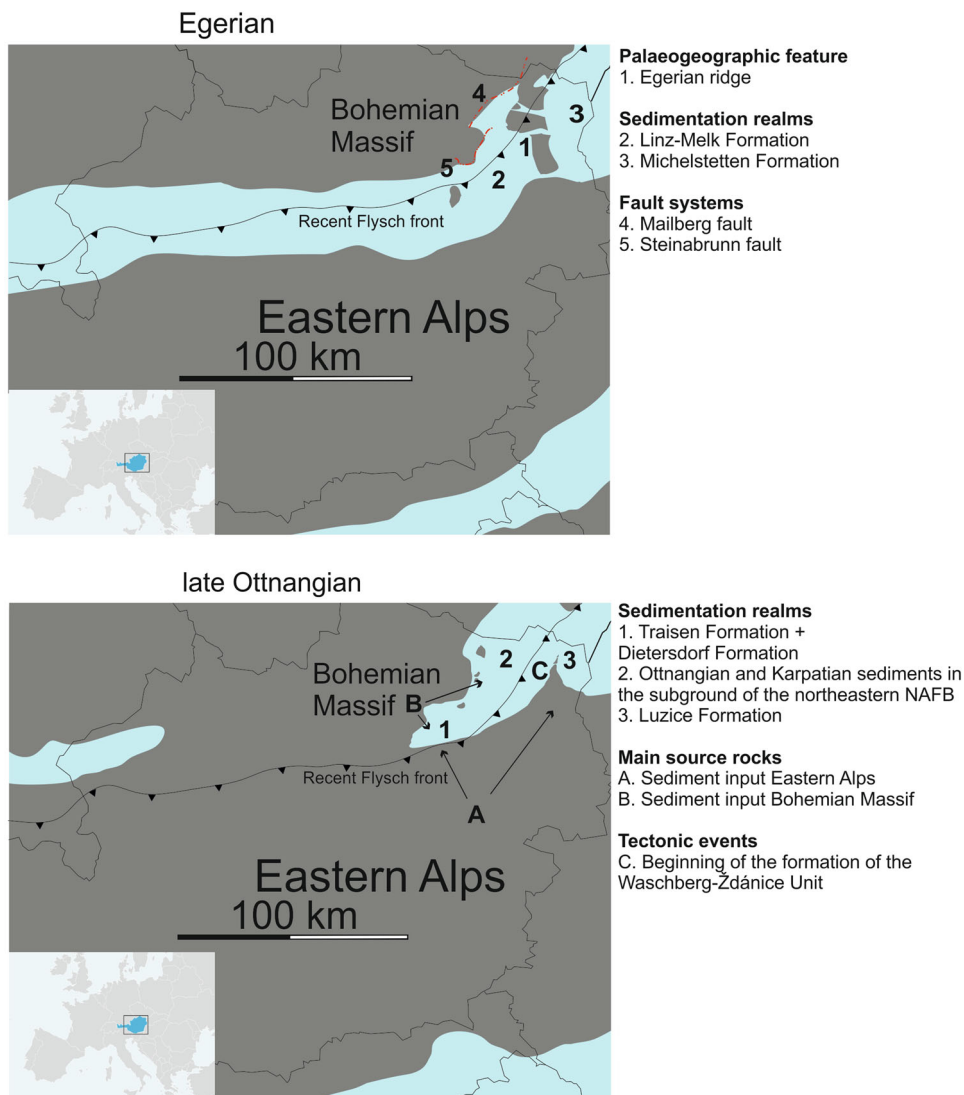 Egerian
Bohemian
Massif
4
5
3
1
2
Recent Flysch front
Eastern Alps
100 km
Palaeogeographic feature
1. Egerian ridge
Sedimentation realms
2. Linz-Melk Formation
3. Michelstetten Formation
Fault systems
4. Mailberg fault
5. Steinabrunn fault
late Ottnangian
Bohemian
Massif
B
2
C
3
1
Recent Flysch front
A
Eastern Alps
100 km
Sedimentation realms
1. Traisen Formation +
Dietersdorf Formation
2. Ottnangian and Karpatian sediments in
the subground of the northeastern NAFB
3. Luzice Formation
Main source rocks
A. Sediment input Eastern Alps
B. Sediment input Bohemian Massif
Tectonic events
C. Beginning of the formation of the
Waschberg-Ždánice Unit